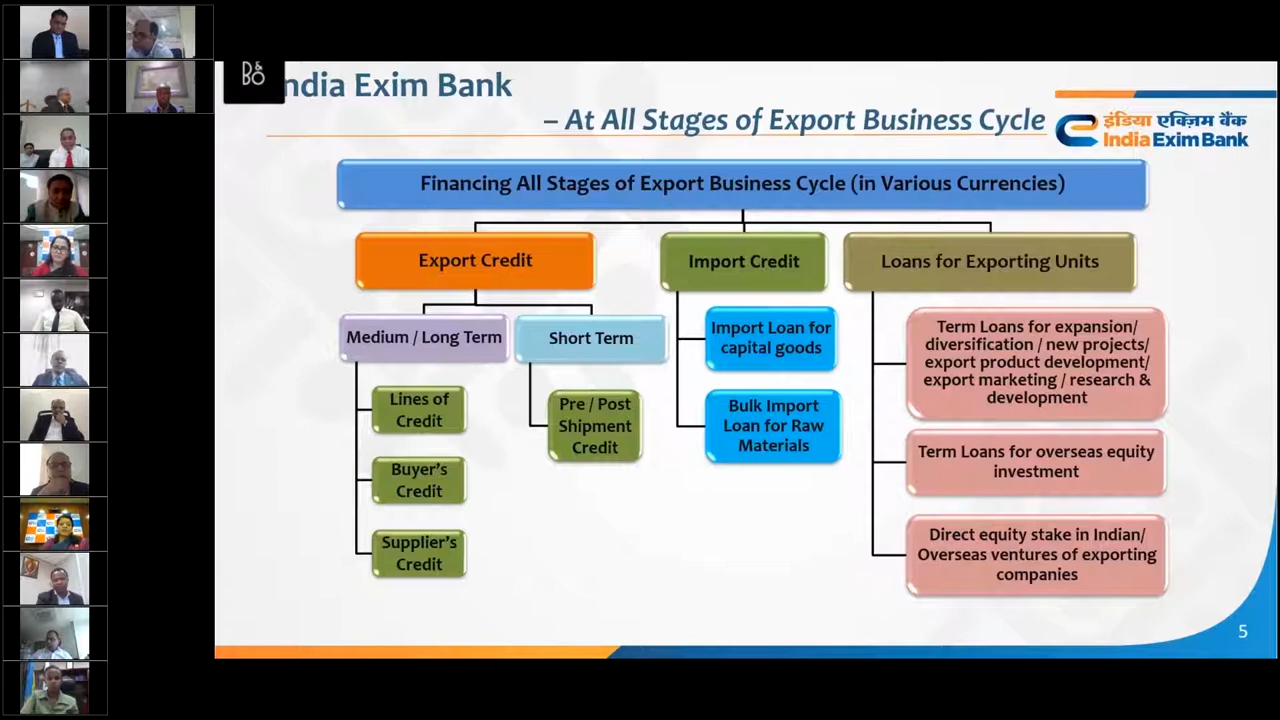 D&
BO
ndia Exim Bank
– At All Stages of Export Business Cycle
इंडिया एक्ज़िम बैंक
India Exim Bank
Financing All Stages of Export Business Cycle (in Various Currencies)
Export Credit
Import Credit
Loans for Exporting Units
Medium / Long Term
Short Term
Lines of
Credit
Buyer's
Credit
Supplier's
Credit
Pre / Post
Shipment
Credit
Import Loan for
capital goods
Bulk Import
Loan for Raw
Materials
Term Loans for expansion/
diversification / new projects/
export product development/
export marketing / research &
development
Term Loans for overseas equity
investment
Direct equity stake in Indian/
Overseas ventures of exporting
companies
5